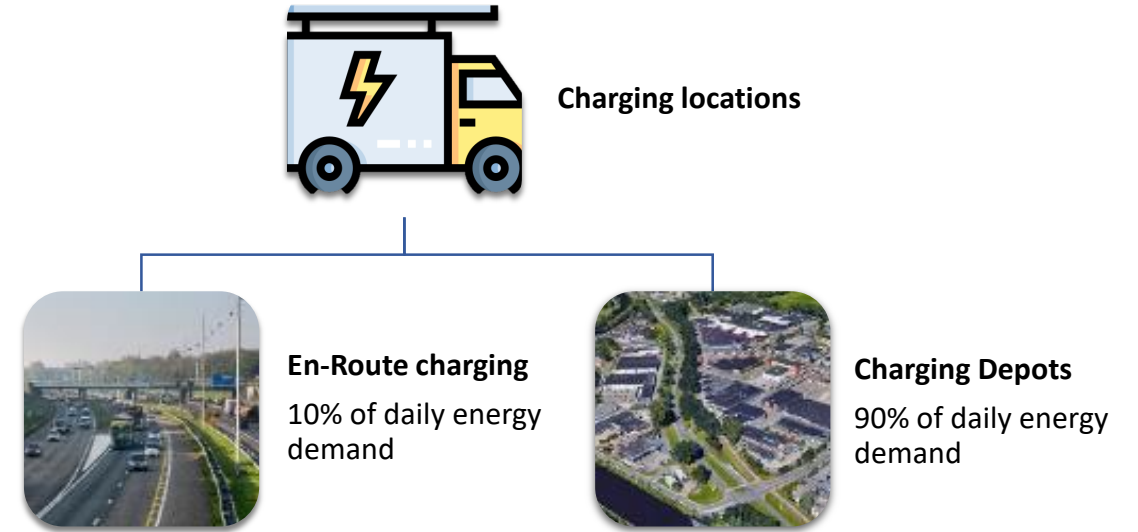 Charging locations
En-Route charging
10% of daily energy
demand
Charging Depots
90% of daily energy
demand